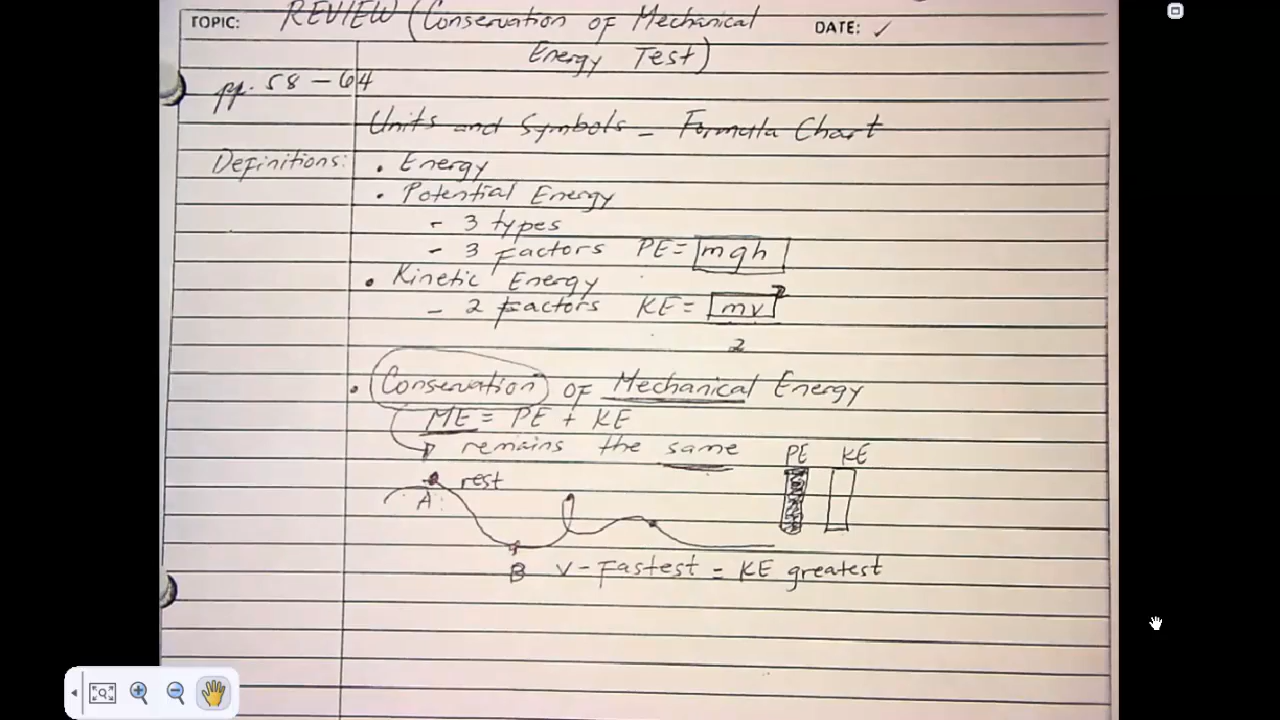 TOPIC: REVIEW (Conservation of Mechanical DATE: ✓
Energy Test)
pp. 58 - 64
Units and Symbols - Formula Chart
Definitions: • Energy
• Potential Energy
- 3 types
- 3 Factors PE = mgh
• Kinetic Energy
- 2 Factors KE = mv²
2
• Conservation of Mechanical Energy
ME = PE + KE
remains the same PE KE
rest
A
B V - Fastest = KE greatest